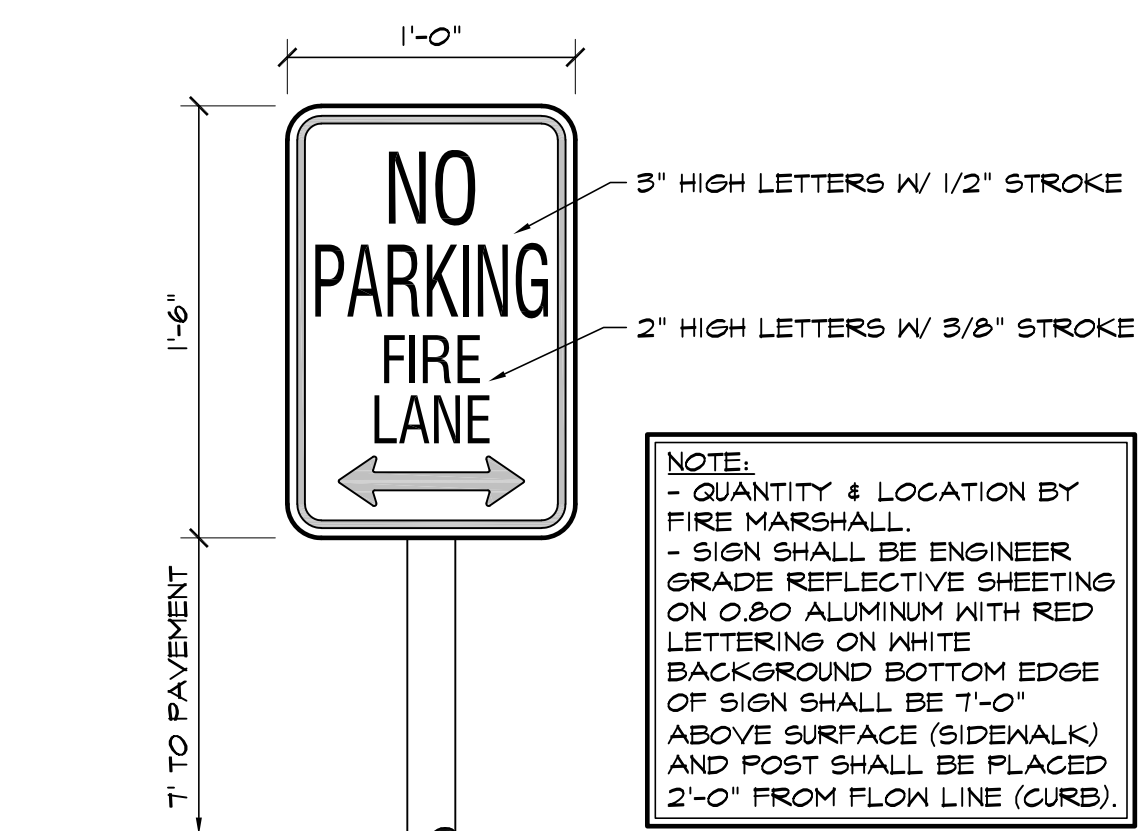 1'-0"
NO
PARKING
FIRE
LANE
3" HIGH LETTERS W/ 1/2" STROKE
2" HIGH LETTERS W/ 3/8" STROKE
1'-6"
7' TO PAVEMENT
NOTE:
- QUANTITY & LOCATION BY
FIRE MARSHALL.
- SIGN SHALL BE ENGINEER
GRADE REFLECTIVE SHEETING
ON 0.80 ALUMINUM WITH RED
LETTERING ON WHITE
BACKGROUND BOTTOM EDGE
OF SIGN SHALL BE 7'-0"
ABOVE SURFACE (SIDEWALK)
AND POST SHALL BE PLACED
2'-0" FROM FLOW LINE (CURB).